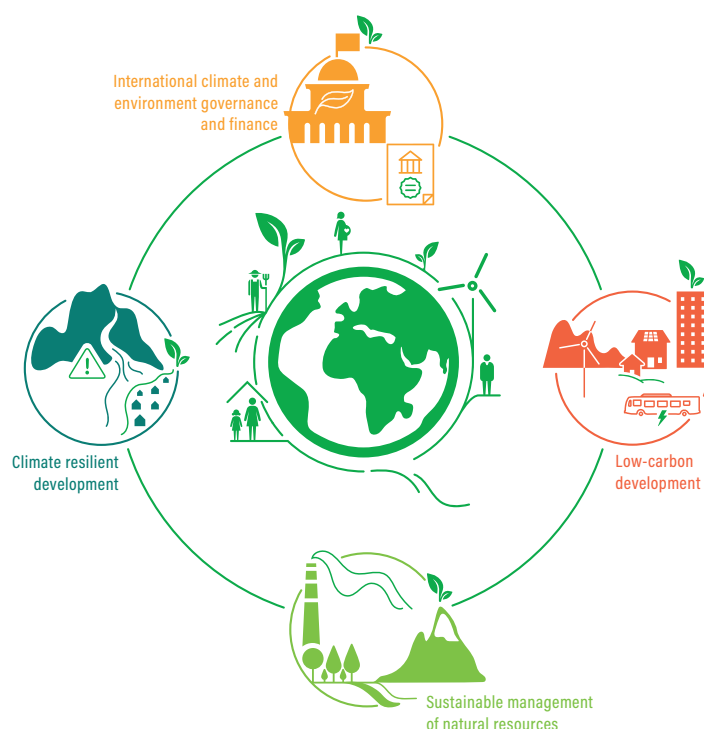 International climate and
environment governance
and finance
Climate resilient
development
Low-carbon
development
Sustainable management
of natural resources